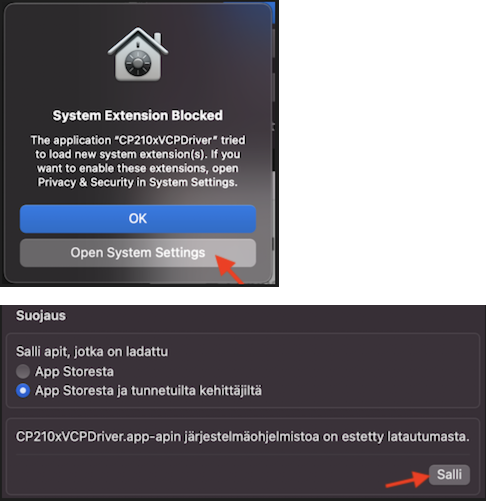 System Extension Blocked
The application “CP210xVCPDriver” tried
to load new system extension(s). If you
want to enable these extensions, open
Privacy & Security in System Settings.
OK
Open System Settings
Suojaus
Salli apit, jotka on ladattu
App Storesta
App Storesta ja tunnetuilta kehittäjiltä
CP210xVCPDriver.app-apin järjestelmäohjelmistoa on estetty latautumasta.
Salli